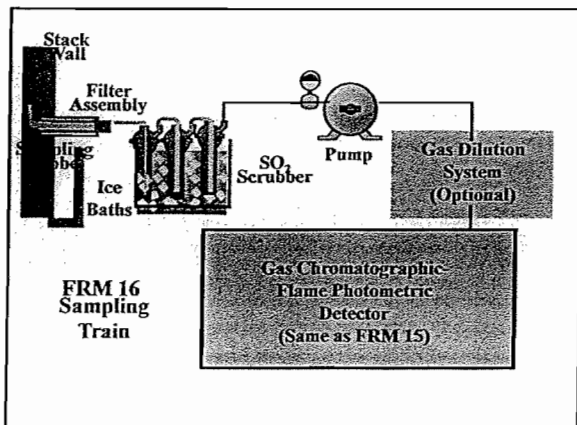 Stack
Wall
Filter
Assembly
Sampling
Probe
Ice
Baths
SO₂
Scrubber
Pump
Gas Dilution
System
(Optional)
Gas Chromatographic-
Flame Photometric
Detector
(Same as FRM 15)
FRM 16
Sampling
Train